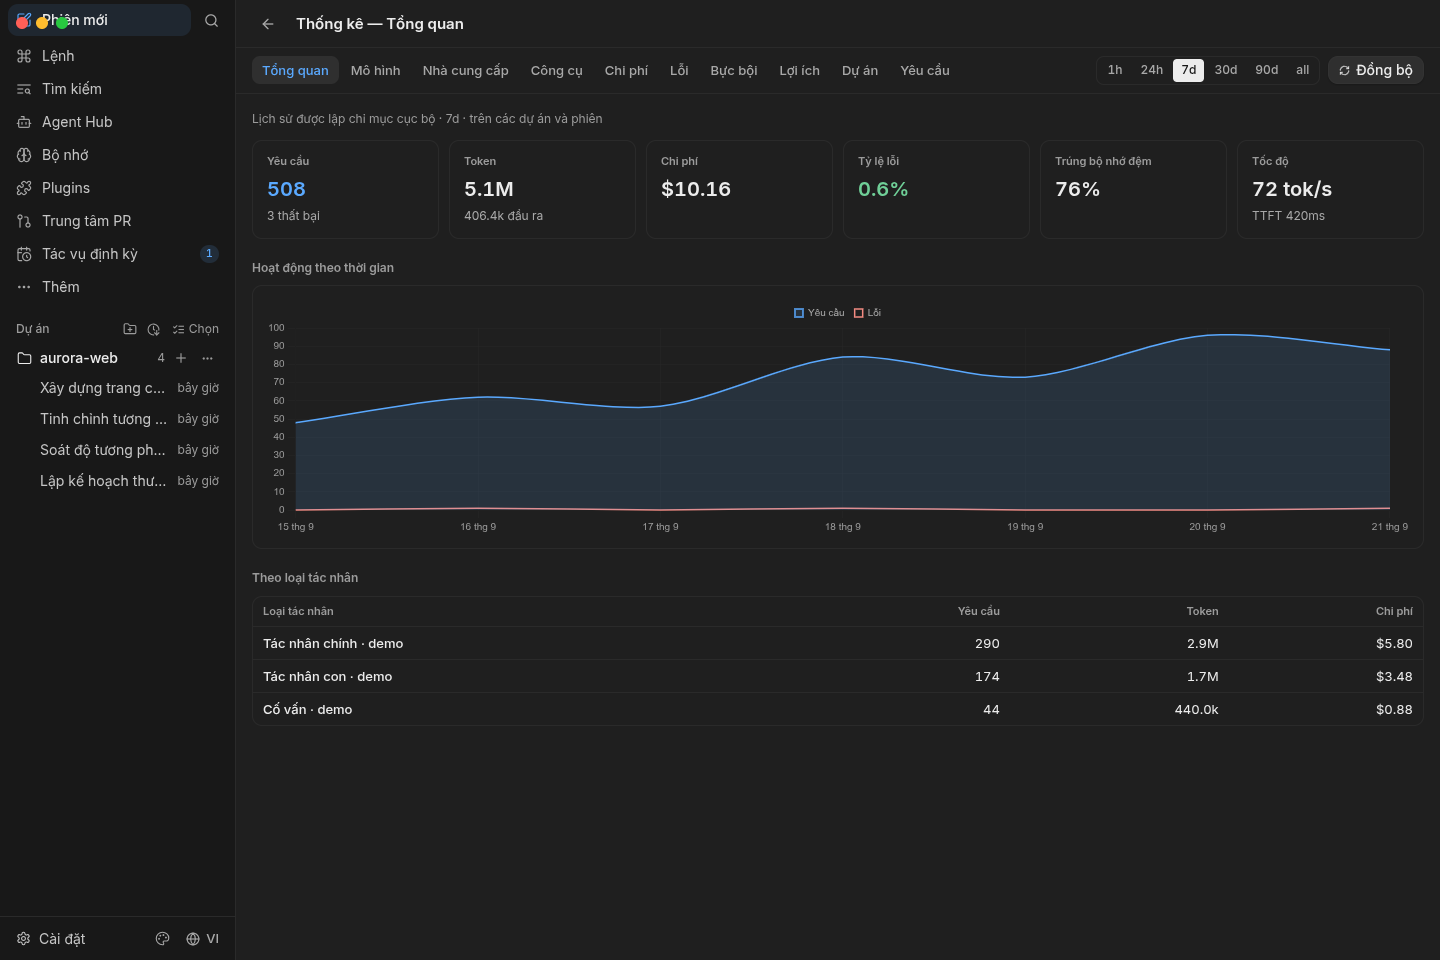 Phiên mới
Lệnh
Tìm kiếm
Agent Hub
Bộ nhớ
Plugins
Trung tâm PR
Tác vụ định kỳ 1
Thêm
Dự án Chọn
aurora-web 4
Xây dựng trang c... bây giờ
Tinh chỉnh tương ... bây giờ
Soát độ tương ph... bây giờ
Lập kế hoạch thư... bây giờ
Cài đặt VI
Thống kê — Tổng quan
Tổng quan Mô hình Nhà cung cấp Công cụ Chi phí Lỗi Bực bội Lợi ích Dự án Yêu cầu 1h 24h 7d 30d 90d all Đồng bộ
Lịch sử được lập chỉ mục cục bộ · 7d · trên các dự án và phiên
Yêu cầu
508
3 thất bại
Token
5.1M
406.4k đầu ra
Chi phí
$10.16
Tỷ lệ lỗi
0.6%
Trúng bộ nhớ đệm
76%
Tốc độ
72 tok/s
TTFT 420ms
Hoạt động theo thời gian
Yêu cầu Lỗi
100
90
80
70
60
50
40
30
20
10
0
15 thg 9 16 thg 9 17 thg 9 18 thg 9 19 thg 9 20 thg 9 21 thg 9
Theo loại tác nhân
Loại tác nhân Yêu cầu Token Chi phí
Tác nhân chính · demo 290 2.9M $5.80
Tác nhân con · demo 174 1.7M $3.48
Cố vấn · demo 44 440.0k $0.88